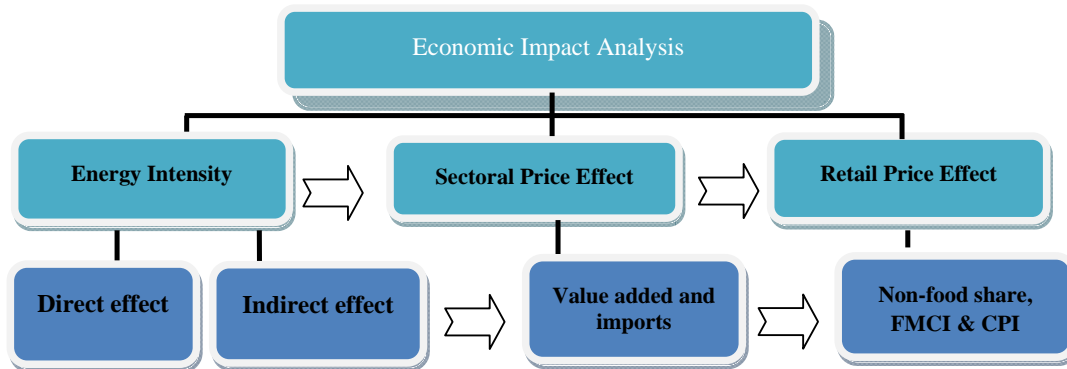 Economic Impact Analysis
Energy Intensity
Sectoral Price Effect
Retail Price Effect
Direct effect
Indirect effect
Value added and
imports
Non-food share,
FMCI & CPI